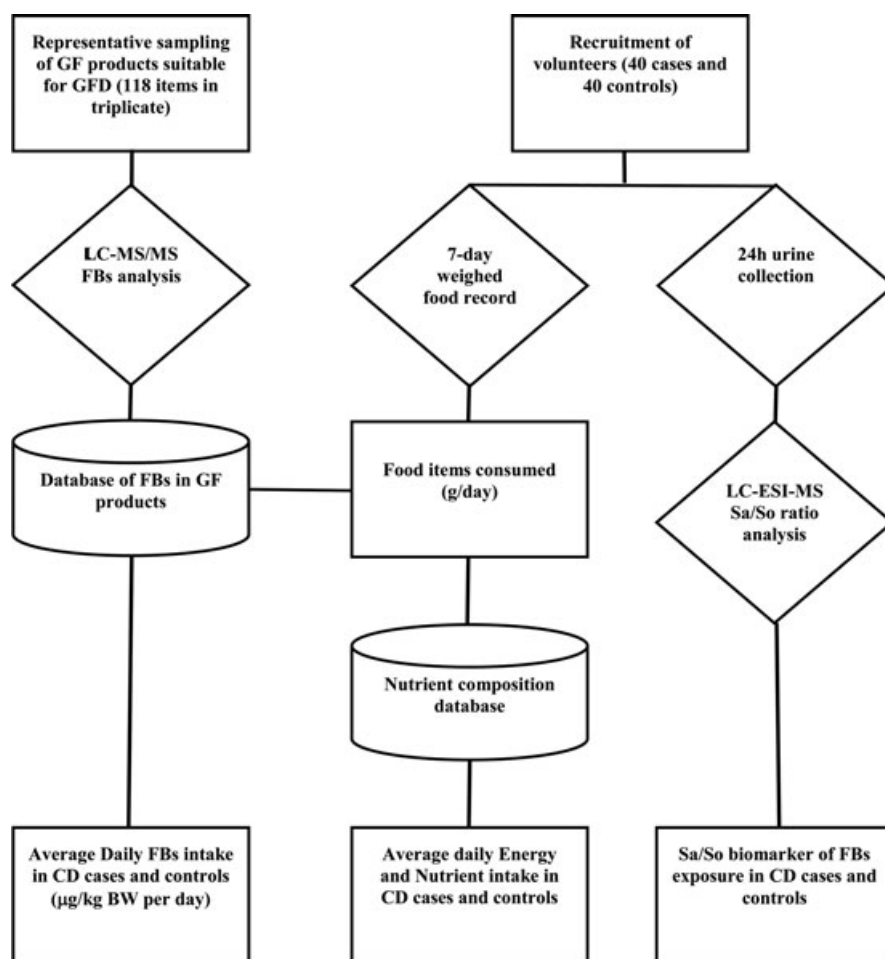 Representative sampling
of GF products suitable
for GFD (118 items in
triplicate)
Recruitment of
volunteers (40 cases and
40 controls)
LC-MS/MS
FBs analysis
7-day
weighed
food record
24h urine
collection
Database of FBs in GF
products
Food items consumed
(g/day)
LC-ESI-MS
Sa/So ratio
analysis
Nutrient composition
database
Average Daily FBs intake
in CD cases and controls
(μg/kg BW per day)
Average daily Energy
and Nutrient intake in
CD cases and controls
Sa/So biomarker of FBs
exposure in CD cases and
controls